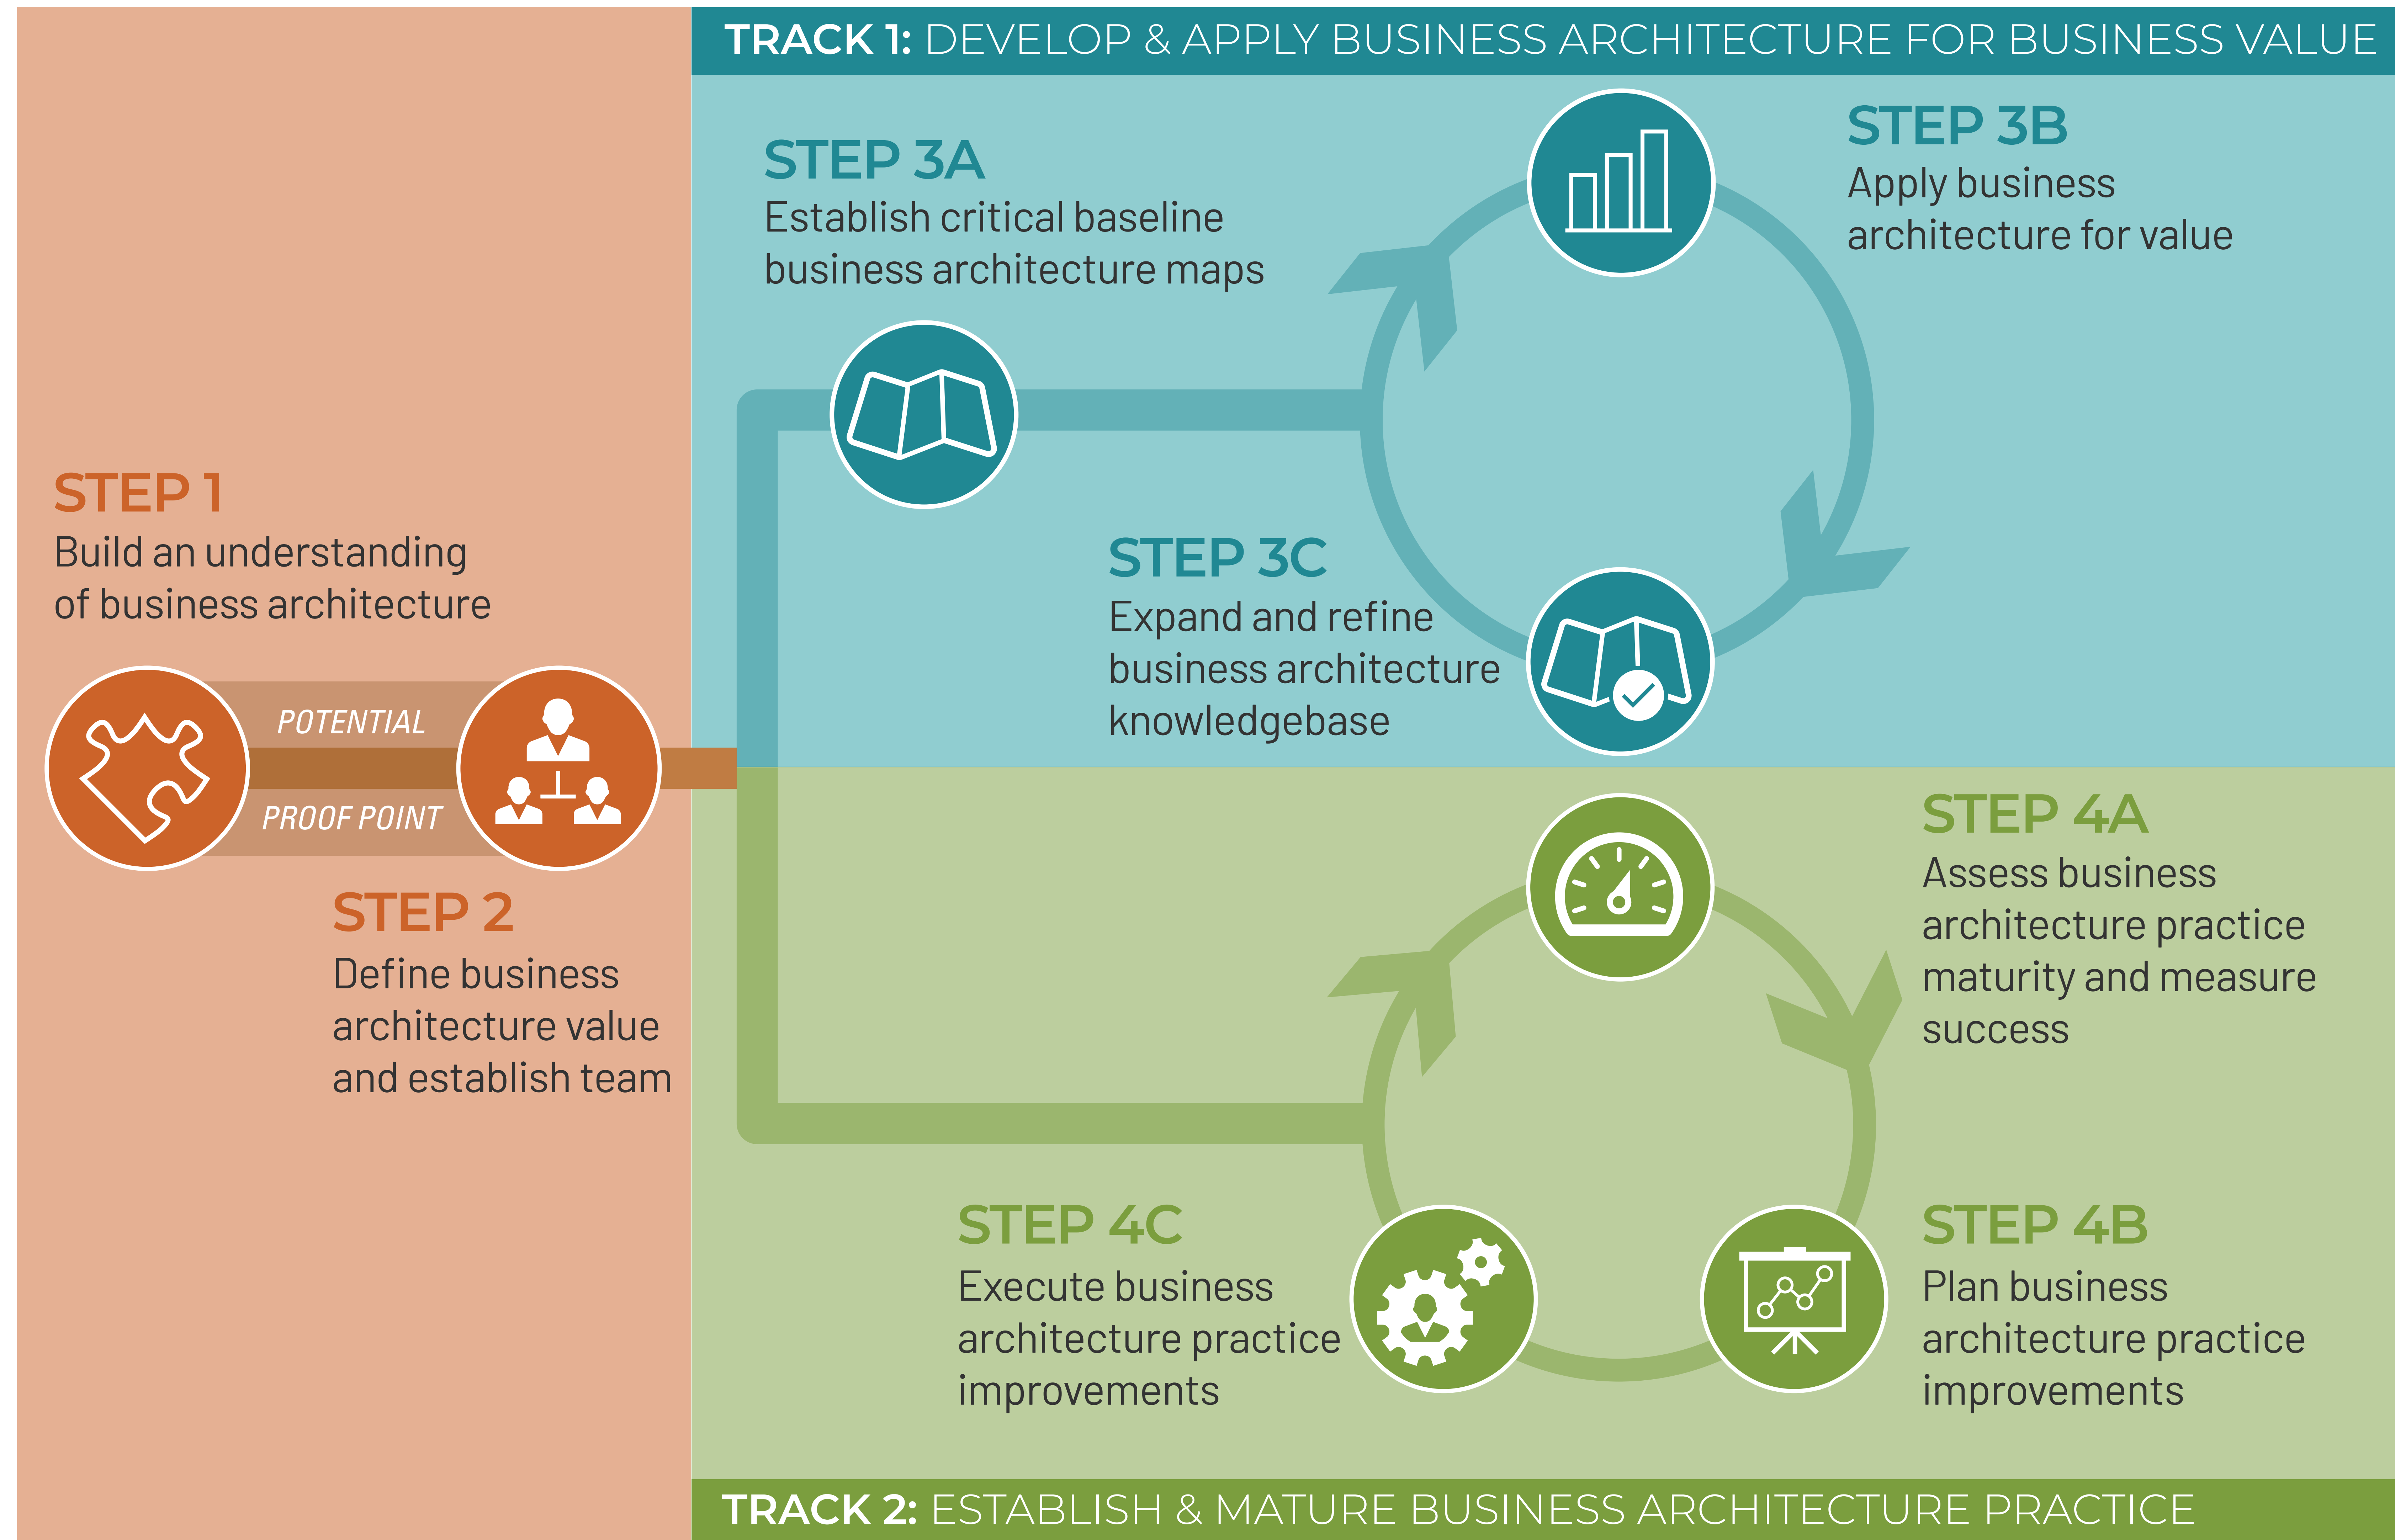 TRACK 1: DEVELOP & APPLY BUSINESS ARCHITECTURE FOR BUSINESS VALUE
STEP 1
Build an understanding
of business architecture
POTENTIAL
PROOF POINT
STEP 2
Define business
architecture value
and establish team
STEP 3A
Establish critical baseline
business architecture maps
STEP 3B
Apply business
architecture for value
STEP 3C
Expand and refine
business architecture
knowledgebase
STEP 4A
Assess business
architecture practice
maturity and measure
success
STEP 4B
Plan business
architecture practice
improvements
STEP 4C
Execute business
architecture practice
improvements
TRACK 2: ESTABLISH & MATURE BUSINESS ARCHITECTURE PRACTICE